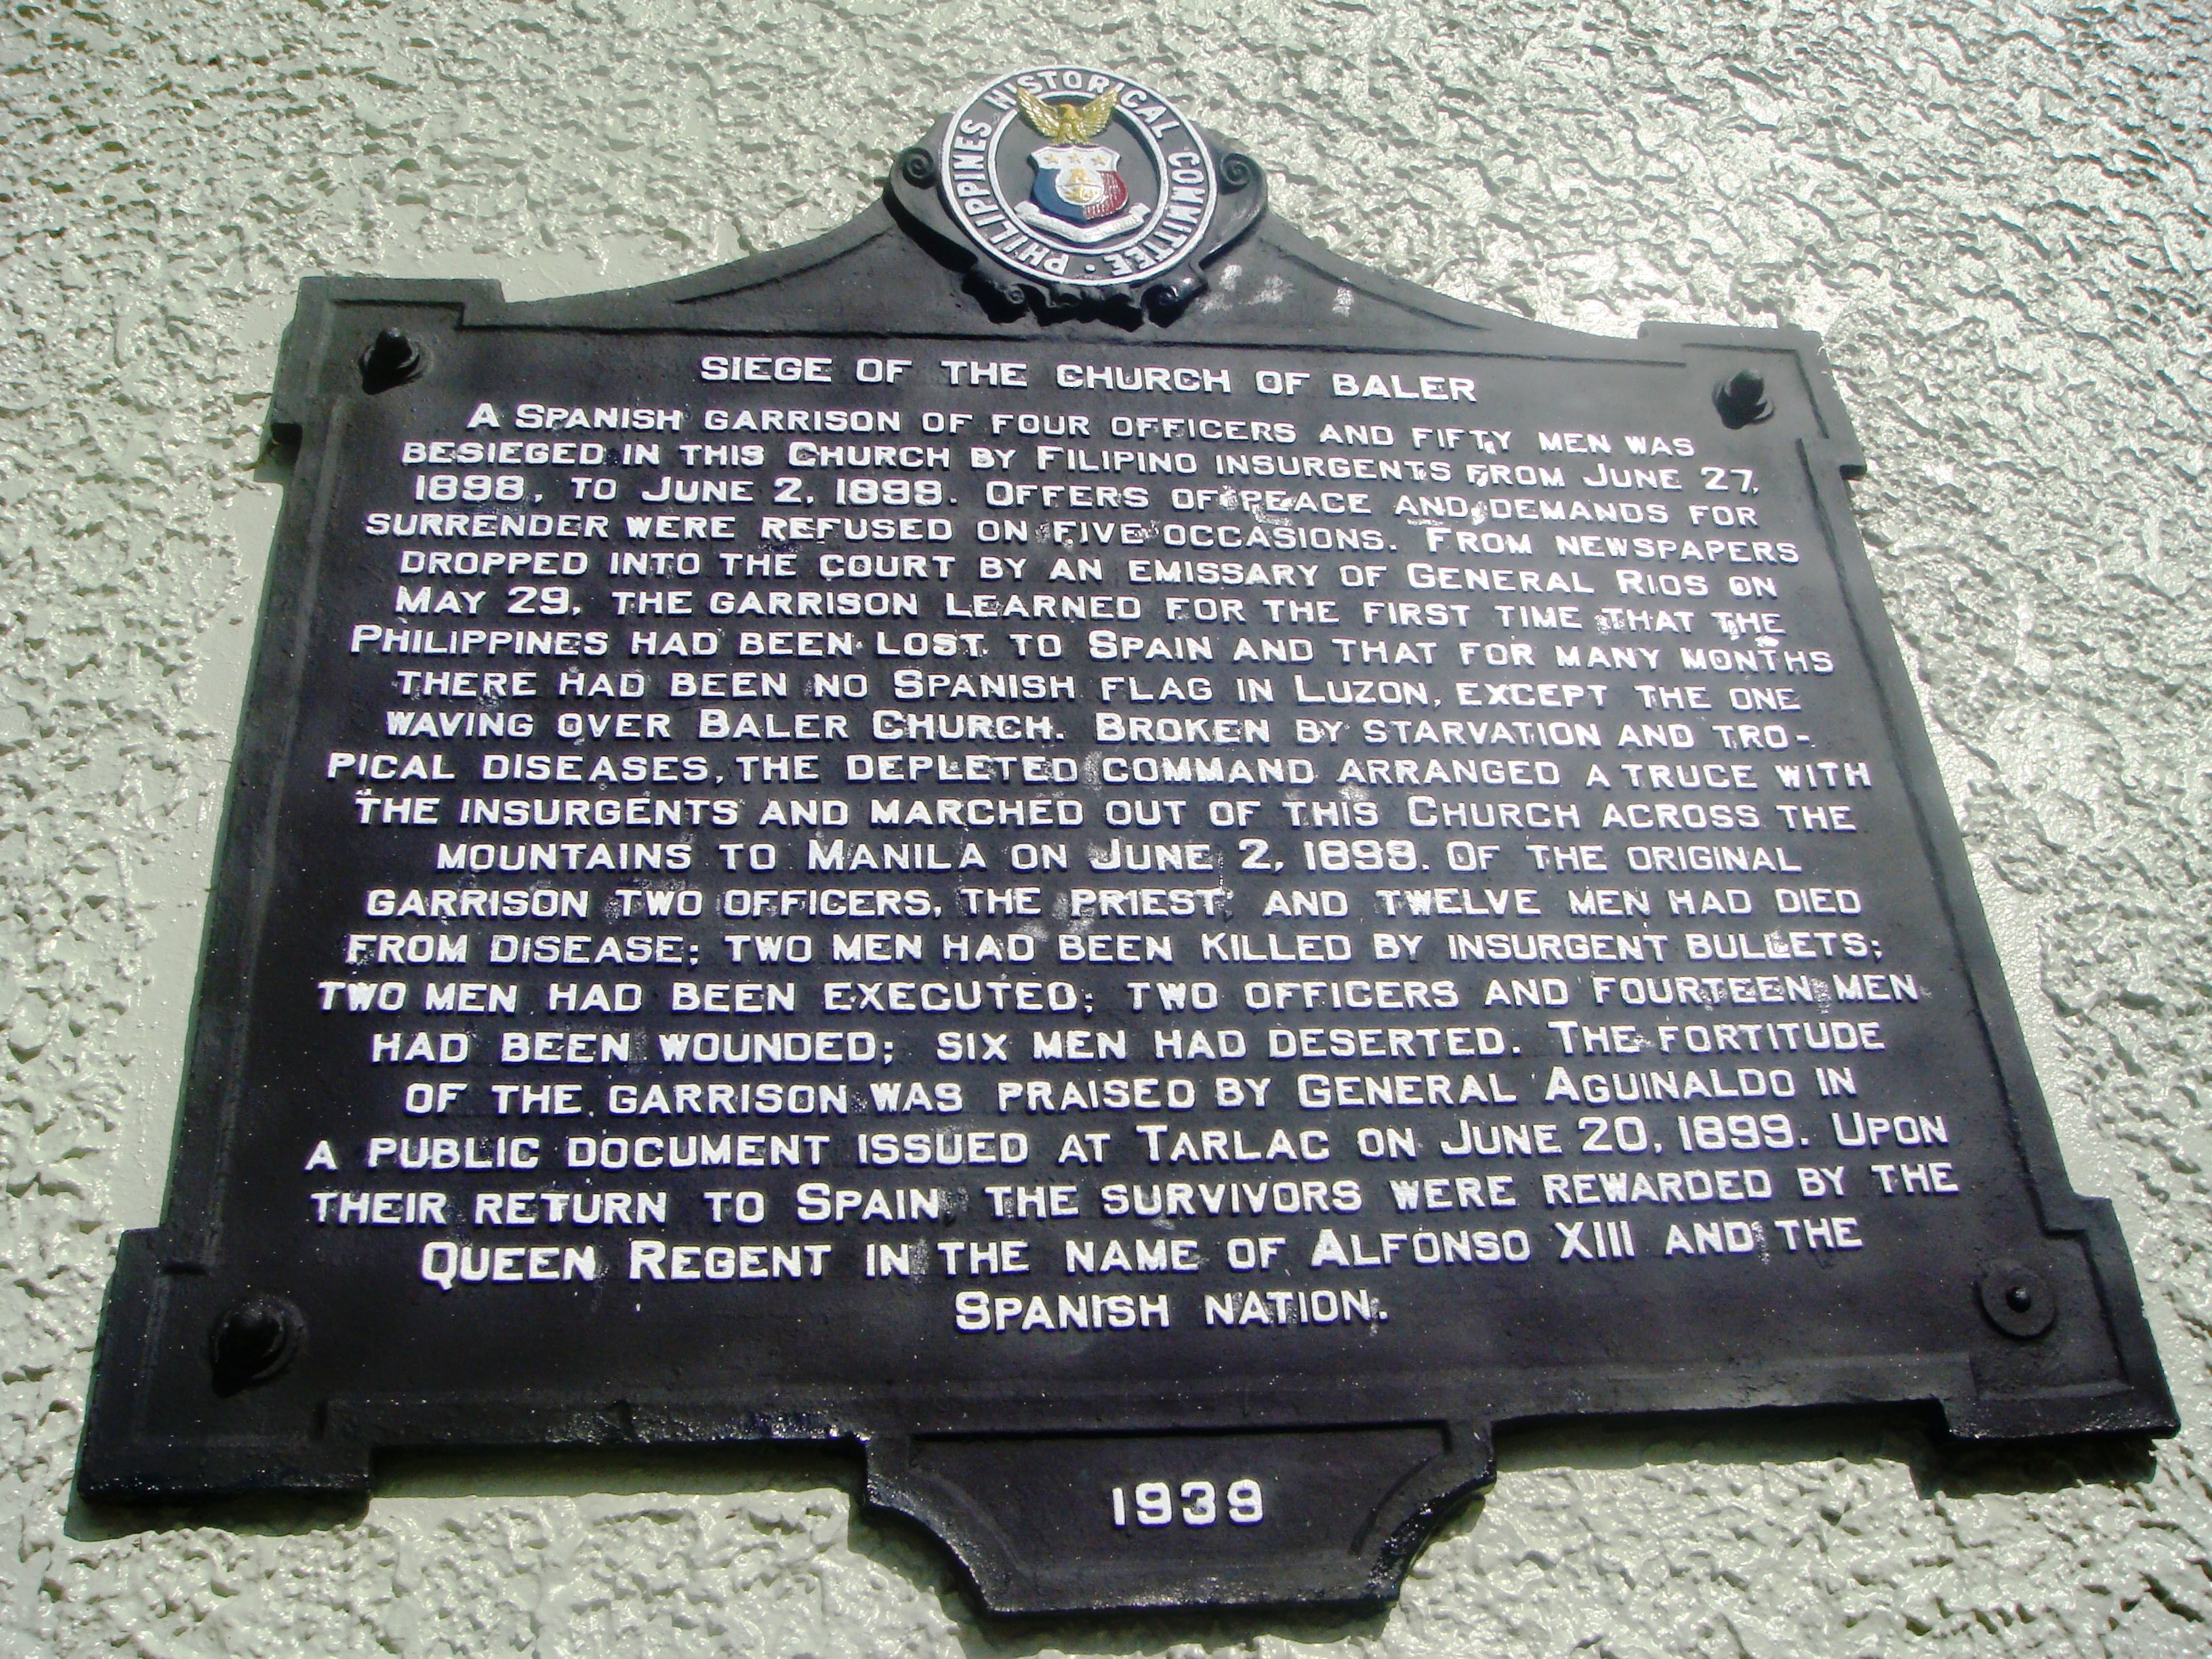 PHILIPPINES HISTORICAL COMMITTEE
SIEGE OF THE CHURCH OF BALER
A SPANISH GARRISON OF FOUR OFFICERS AND FIFTY MEN WAS
BESIEGED IN THIS CHURCH BY FILIPINO INSURGENTS FROM JUNE 27,
1898, TO JUNE 2, 1899. OFFERS OF PEACE AND DEMANDS FOR
SURRENDER WERE REFUSED ON FIVE OCCASIONS. FROM NEWSPAPERS
DROPPED INTO THE COURT BY AN EMISSARY OF GENERAL RIOS ON
MAY 29, THE GARRISON LEARNED FOR THE FIRST TIME THAT THE
PHILIPPINES HAD BEEN LOST TO SPAIN AND THAT FOR MANY MONTHS
THERE HAD BEEN NO SPANISH FLAG IN LUZON, EXCEPT THE ONE
WAVING OVER BALER CHURCH. BROKEN BY STARVATION AND TRO-
PICAL DISEASES, THE DEPLETED COMMAND ARRANGED A TRUCE WITH
THE INSURGENTS AND MARCHED OUT OF THIS CHURCH ACROSS THE
MOUNTAINS TO MANILA ON JUNE 2, 1899. OF THE ORIGINAL
GARRISON TWO OFFICERS, THE PRIEST, AND TWELVE MEN HAD DIED
FROM DISEASE; TWO MEN HAD BEEN KILLED BY INSURGENT BULLETS;
TWO MEN HAD BEEN EXECUTED; TWO OFFICERS AND FOURTEEN MEN
HAD BEEN WOUNDED; SIX MEN HAD DESERTED. THE FORTITUDE
OF THE GARRISON WAS PRAISED BY GENERAL AGUINALDO IN
A PUBLIC DOCUMENT ISSUED AT TARLAC ON JUNE 20, 1899. UPON
THEIR RETURN TO SPAIN THE SURVIVORS WERE REWARDED BY THE
QUEEN REGENT IN THE NAME OF ALFONSO XIII AND THE
SPANISH NATION.
1939